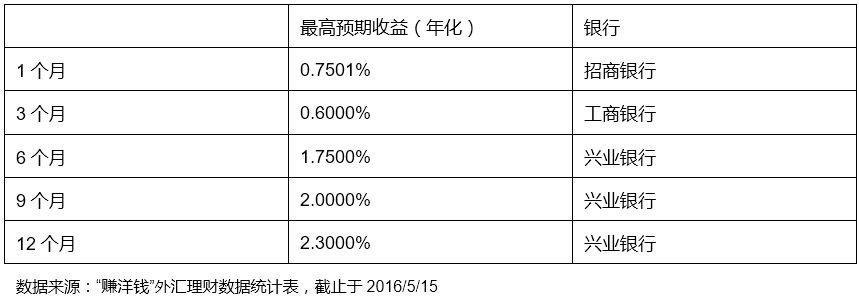 最高预期收益（年化） 银行
1 个月 0.7501% 招商银行
3 个月 0.6000% 工商银行
6 个月 1.7500% 兴业银行
9 个月 2.0000% 兴业银行
12 个月 2.3000% 兴业银行
数据来源：“赚洋钱”外汇理财数据统计表，截止于 2016/5/15